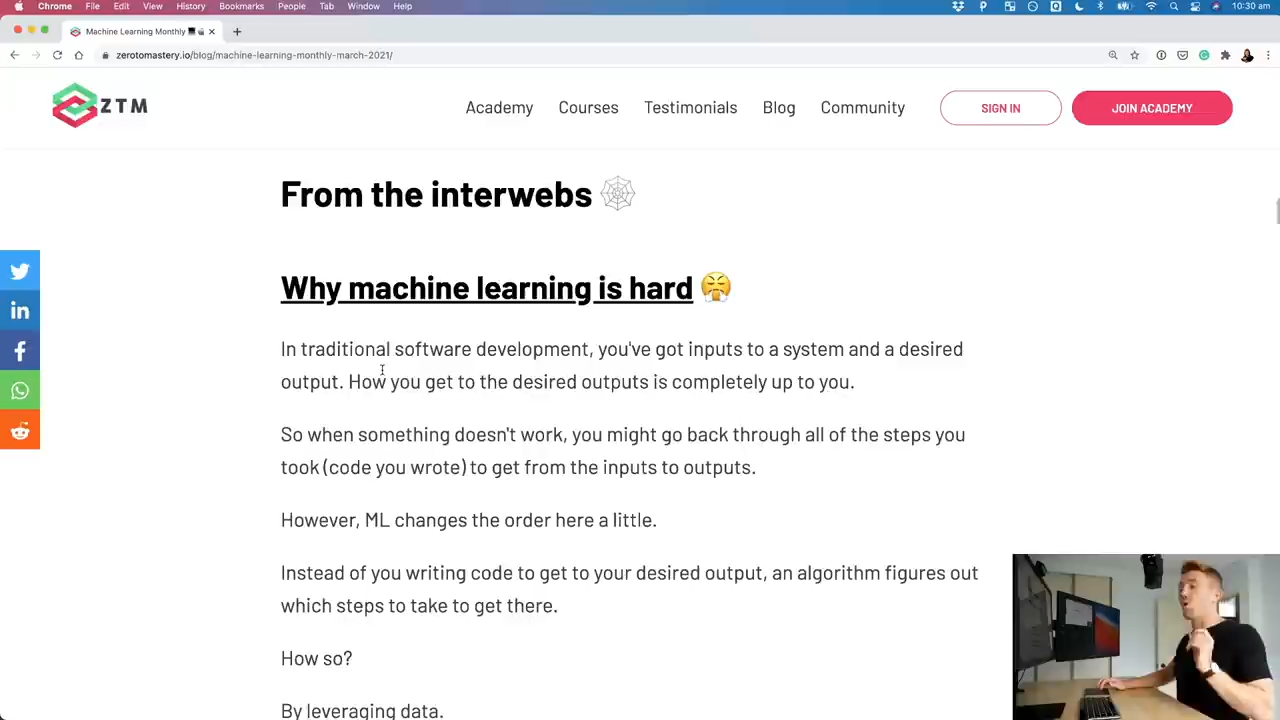 Chrome File Edit View History Bookmarks People Tab Window Help 10:30 am
Machine Learning Monthly
zerotomastery.io/blog/machine-learning-monthly-march-2021/
ZTM Academy Courses Testimonials Blog Community SIGN IN JOIN ACADEMY
From the interwebs
Why machine learning is hard
In traditional software development, you've got inputs to a system and a desired
output. How you get to the desired outputs is completely up to you.
So when something doesn't work, you might go back through all of the steps you
took (code you wrote) to get from the inputs to outputs.
However, ML changes the order here a little.
Instead of you writing code to get to your desired output, an algorithm figures out
which steps to take to get there.
How so?
By leveraging data.